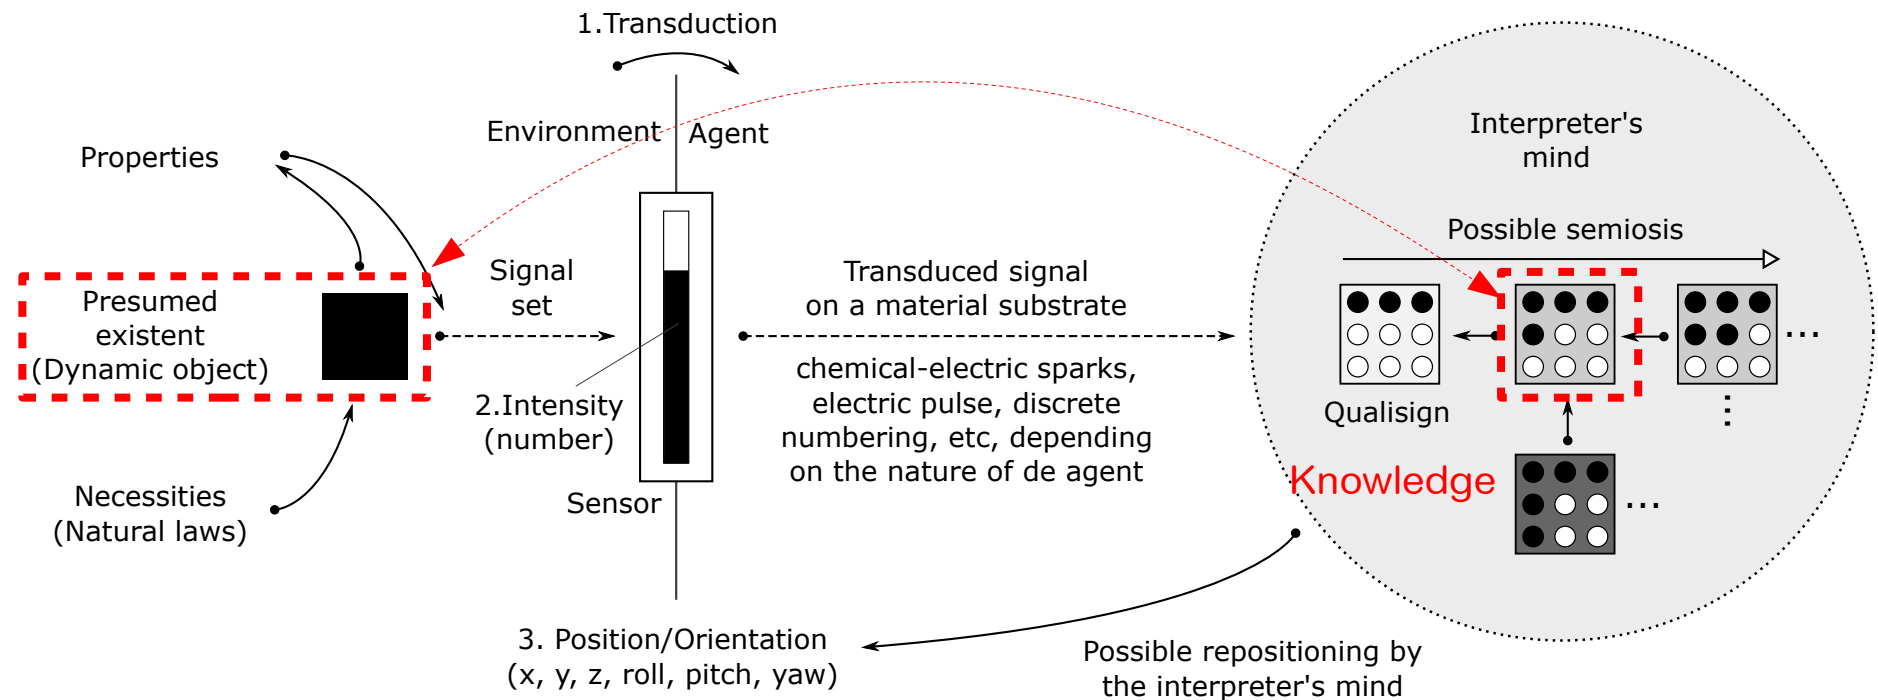 1.Transduction
Environment
Agent
Properties
Interpreter's
mind
Possible semiosis
Signal
set
Transduced signal
on a material substrate
Presumed
existent
(Dynamic object)
chemical-electric sparks,
electric pulse, discrete
numbering, etc, depending
on the nature of de agent
2.Intensity
(number)
Qualisign
...
...
Knowledge
...
Necessities
(Natural laws)
Sensor
3. Position/Orientation
(x, y, z, roll, pitch, yaw)
Possible repositioning by
the interpreter's mind